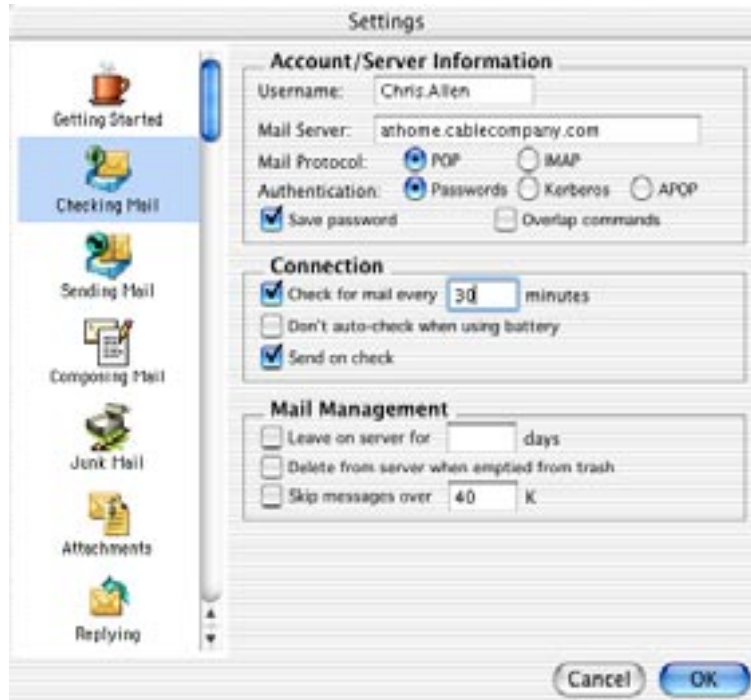 Settings
Getting Started
Checking Mail
Sending Mail
Composing Mail
Junk Mail
Attachments
Replying
Account/Server Information
Username: Chris.Allen
Mail Server: athome.cablecompany.com
Mail Protocol: POP IMAP
Authentication: Passwords Kerberos APOP
Save password Overlap commands
Connection
Check for mail every 30 minutes
Don't auto-check when using battery
Send on check
Mail Management
Leave on server for days
Delete from server when emptied from trash
Skip messages over 40 K
Cancel OK